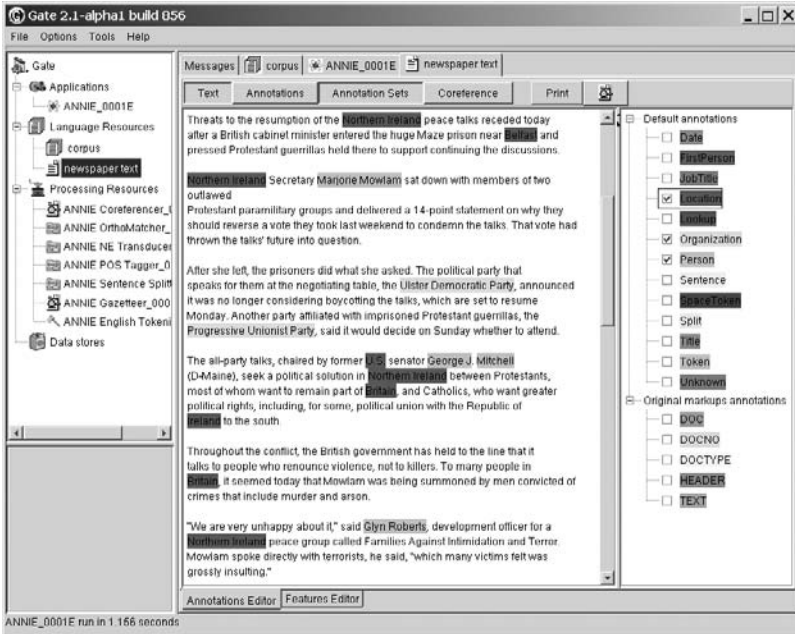 Gate 2.1-alpha1 build 856
File Options Tools Help
Gate
Applications
ANNIE_0001E
Language Resources
corpus
newspaper text
Processing Resources
ANNIE Coreferencer_
ANNIE OrthoMatcher_
ANNIE NE Transducer
ANNIE POS Tagger_0
ANNIE Sentence Split
ANNIE Gazetteer_000
ANNIE English Tokeni
Data stores
Messages corpus ANNIE_0001E newspaper text
Text Annotations Annotation Sets Coreference Print
Threats to the resumption of the Northern Ireland peace talks receded today
after a British cabinet minister entered the huge Maze prison near Belfast and
pressed Protestant guerrillas held there to support continuing the discussions.
Northern Ireland Secretary Marjorie Mowlam sat down with members of two
outlawed
Protestant paramilitary groups and delivered a 14-point statement on why they
should reverse a vote they took last weekend to condemn the talks. That vote had
thrown the talks' future into question.
After she left, the prisoners did what she asked. The political party that
speaks for them at the negotiating table, the Ulster Democratic Party, announced
it was no longer considering boycotting the talks, which are set to resume
Monday. Another party affiliated with imprisoned Protestant guerrillas, the
Progressive Unionist Party, said it would decide on Sunday whether to attend.
The all-party talks, chaired by former U.S. senator George J. Mitchell
(D-Maine), seek a political solution in Northern Ireland between Protestants,
most of whom want to remain part of Britain, and Catholics, who want greater
political rights, including, for some, political union with the Republic of
Ireland to the south.
Throughout the conflict, the British government has held to the line that it
talks to people who renounce violence, not to killers. To many people in
Britain, it seemed today that Mowlam was being summoned by men convicted of
crimes that include murder and arson.
"We are very unhappy about it," said Glyn Roberts, development officer for a
Northern Ireland peace group called Families Against Intimidation and Terror.
Mowlam spoke directly with terrorists, he said, "which many victims felt was
grossly insulting."
Default annotations
Date
FirstPerson
JobTitle
Location
Lookup
Organization
Person
Sentence
SpaceToken
Split
Title
Token
Unknown
Original markups annotations
DOC
DOCNO
DOCTYPE
HEADER
TEXT
Annotations Editor Features Editor
ANNIE_0001E run in 1.156 seconds